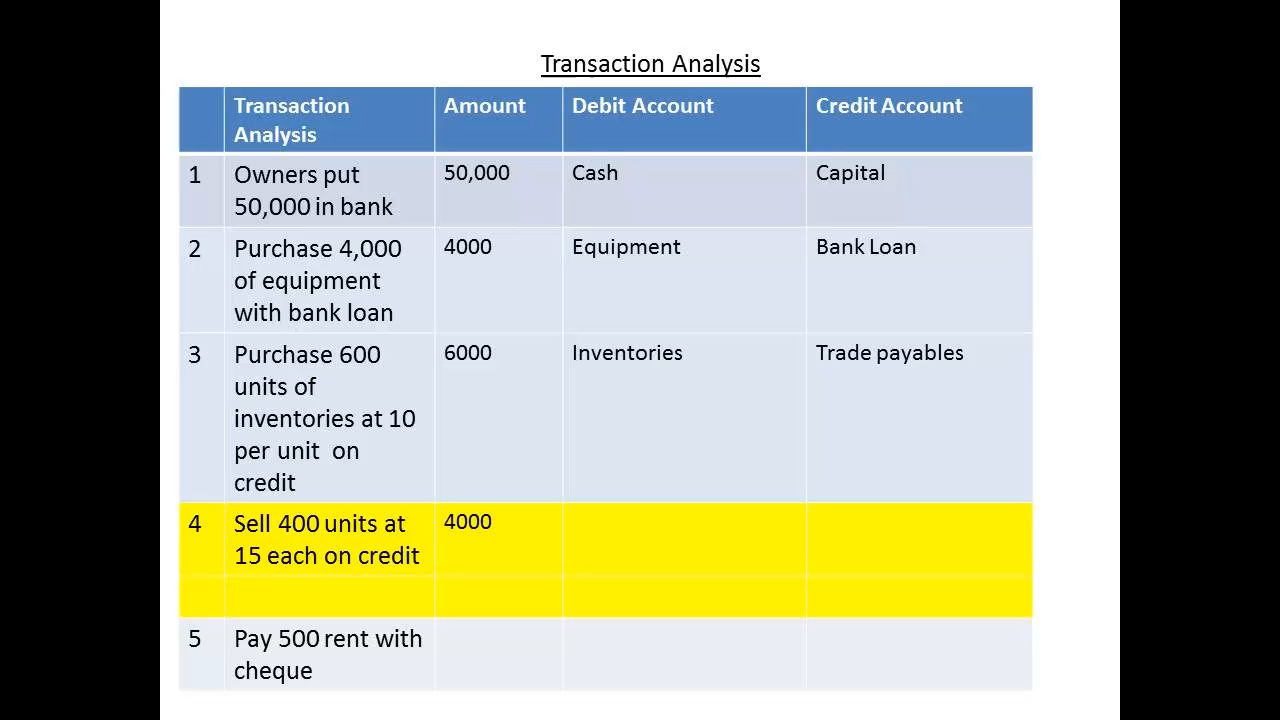 Transaction Analysis
Transaction Amount Debit Account Credit Account
Analysis
1 Owners put 50,000 Cash Capital
50,000 in bank
2 Purchase 4,000 4000 Equipment Bank Loan
of equipment
with bank loan
3 Purchase 600 6000 Inventories Trade payables
units of
inventories at 10
per unit on
credit
4 Sell 400 units at 4000
15 each on credit
5 Pay 500 rent with
cheque